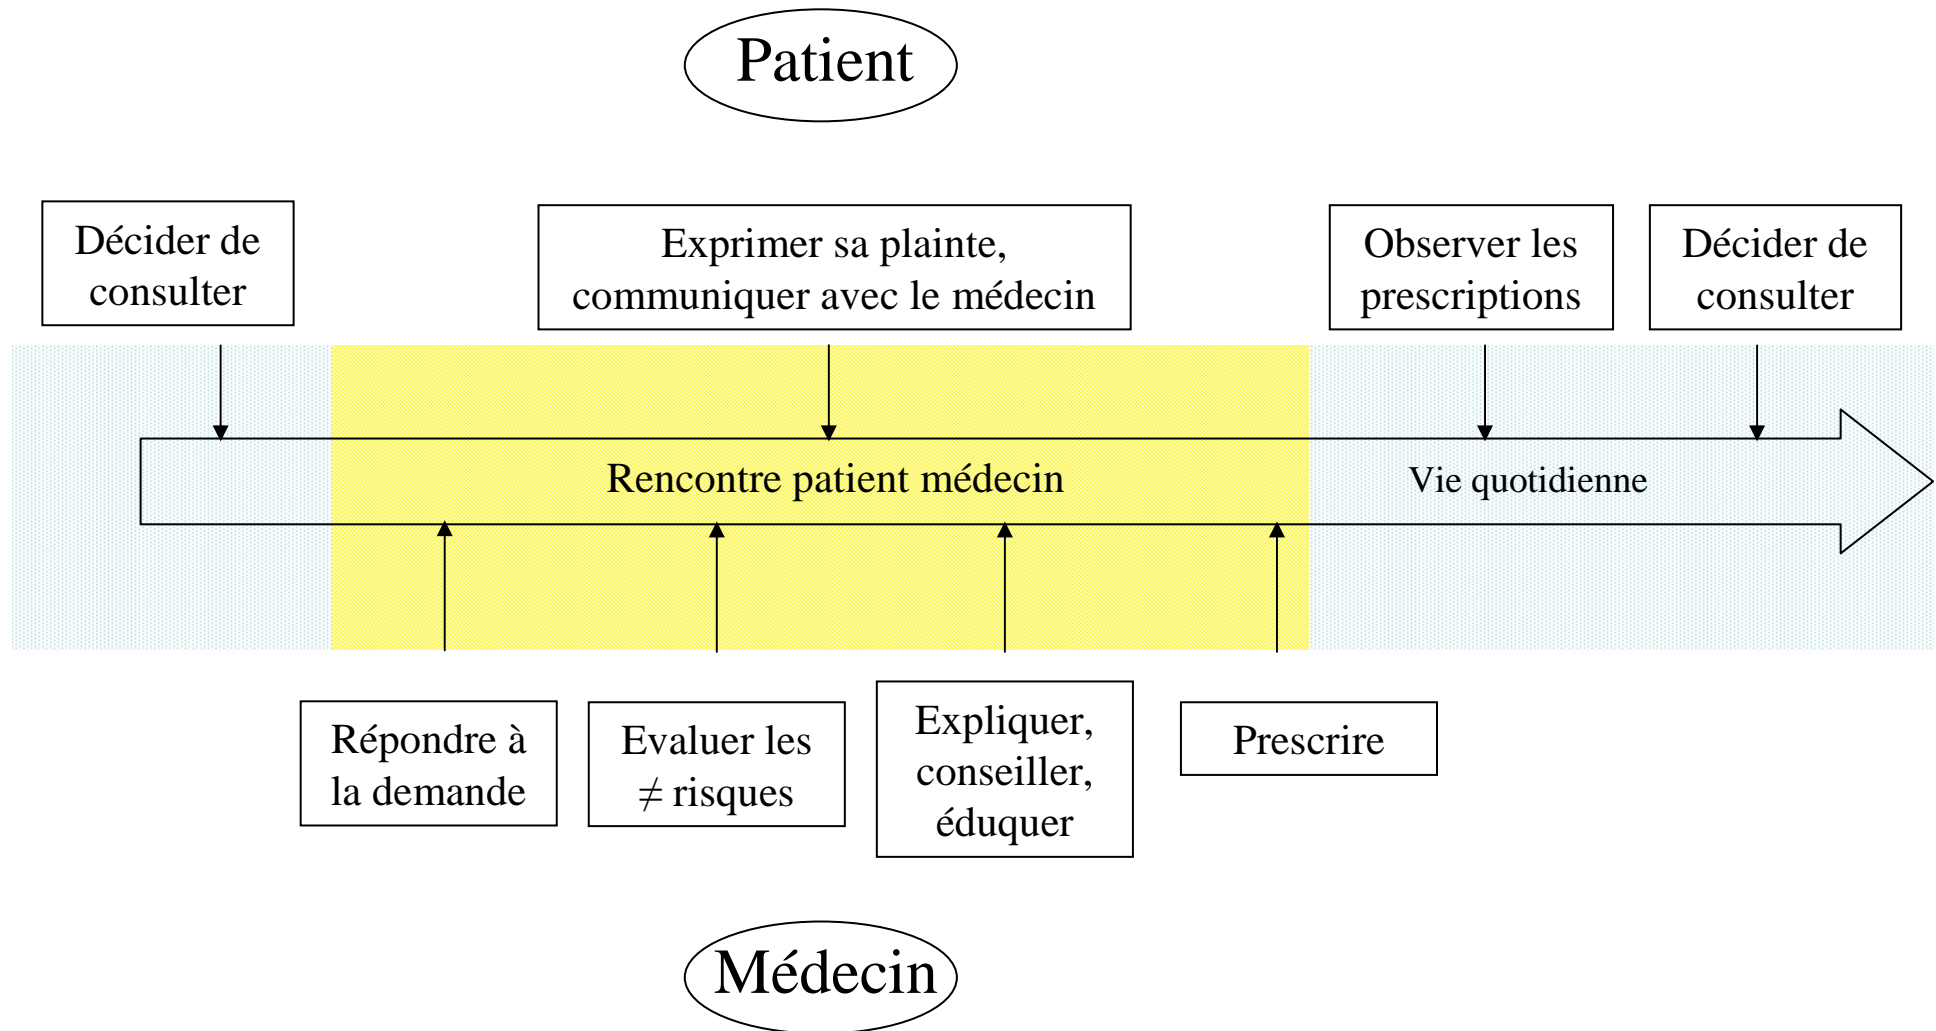 Patient
Décider de
consulter
Exprimer sa plainte,
communiquer avec le médecin
Observer les
prescriptions
Décider de
consulter
Rencontre patient médecin
Vie quotidienne
Répondre à
la demande
Evaluer les
≠ risques
Expliquer,
conseiller,
éduquer
Prescrire
Médecin